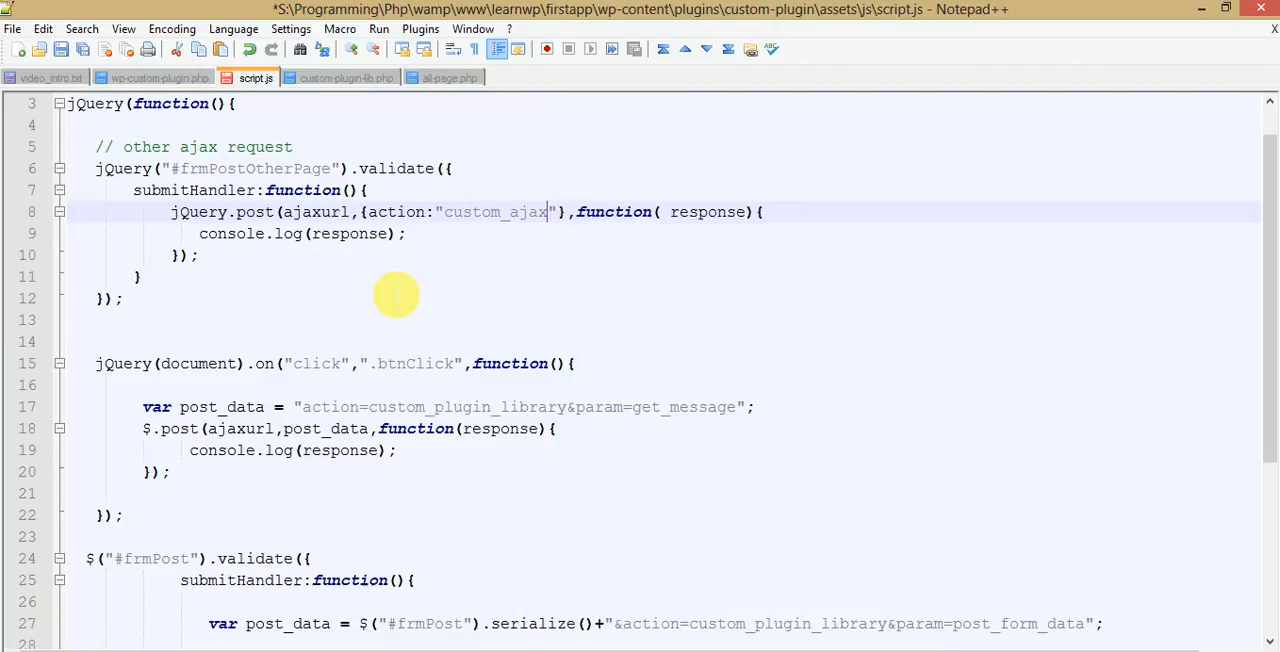 *S:\Programming\Php\wamp\www\learnwp\firstapp\wp-content\plugins\custom-plugin\assets\js\script.js - Notepad++
File Edit Search View Encoding Language Settings Macro Run Plugins Window ? X
video_intro.txt wp-custom-plugin.php script.js custom-plugin-lib.php all-page.php
3 jQuery(function(){
4
5 // other ajax request
6 jQuery("#frmPostOtherPage").validate({
7 submitHandler:function(){
8 jQuery.post(ajaxurl,{action:"custom_ajax"},function( response){
9 console.log(response);
10 });
11 }
12 });
13
14
15 jQuery(document).on("click",".btnClick",function(){
16
17 var post_data = "action=custom_plugin_library&param=get_message";
18 $.post(ajaxurl,post_data,function(response){
19 console.log(response);
20 });
21
22 });
23
24 $("#frmPost").validate({
25 submitHandler:function(){
26
27 var post_data = $("#frmPost").serialize()+"&action=custom_plugin_library&param=post_form_data";
28